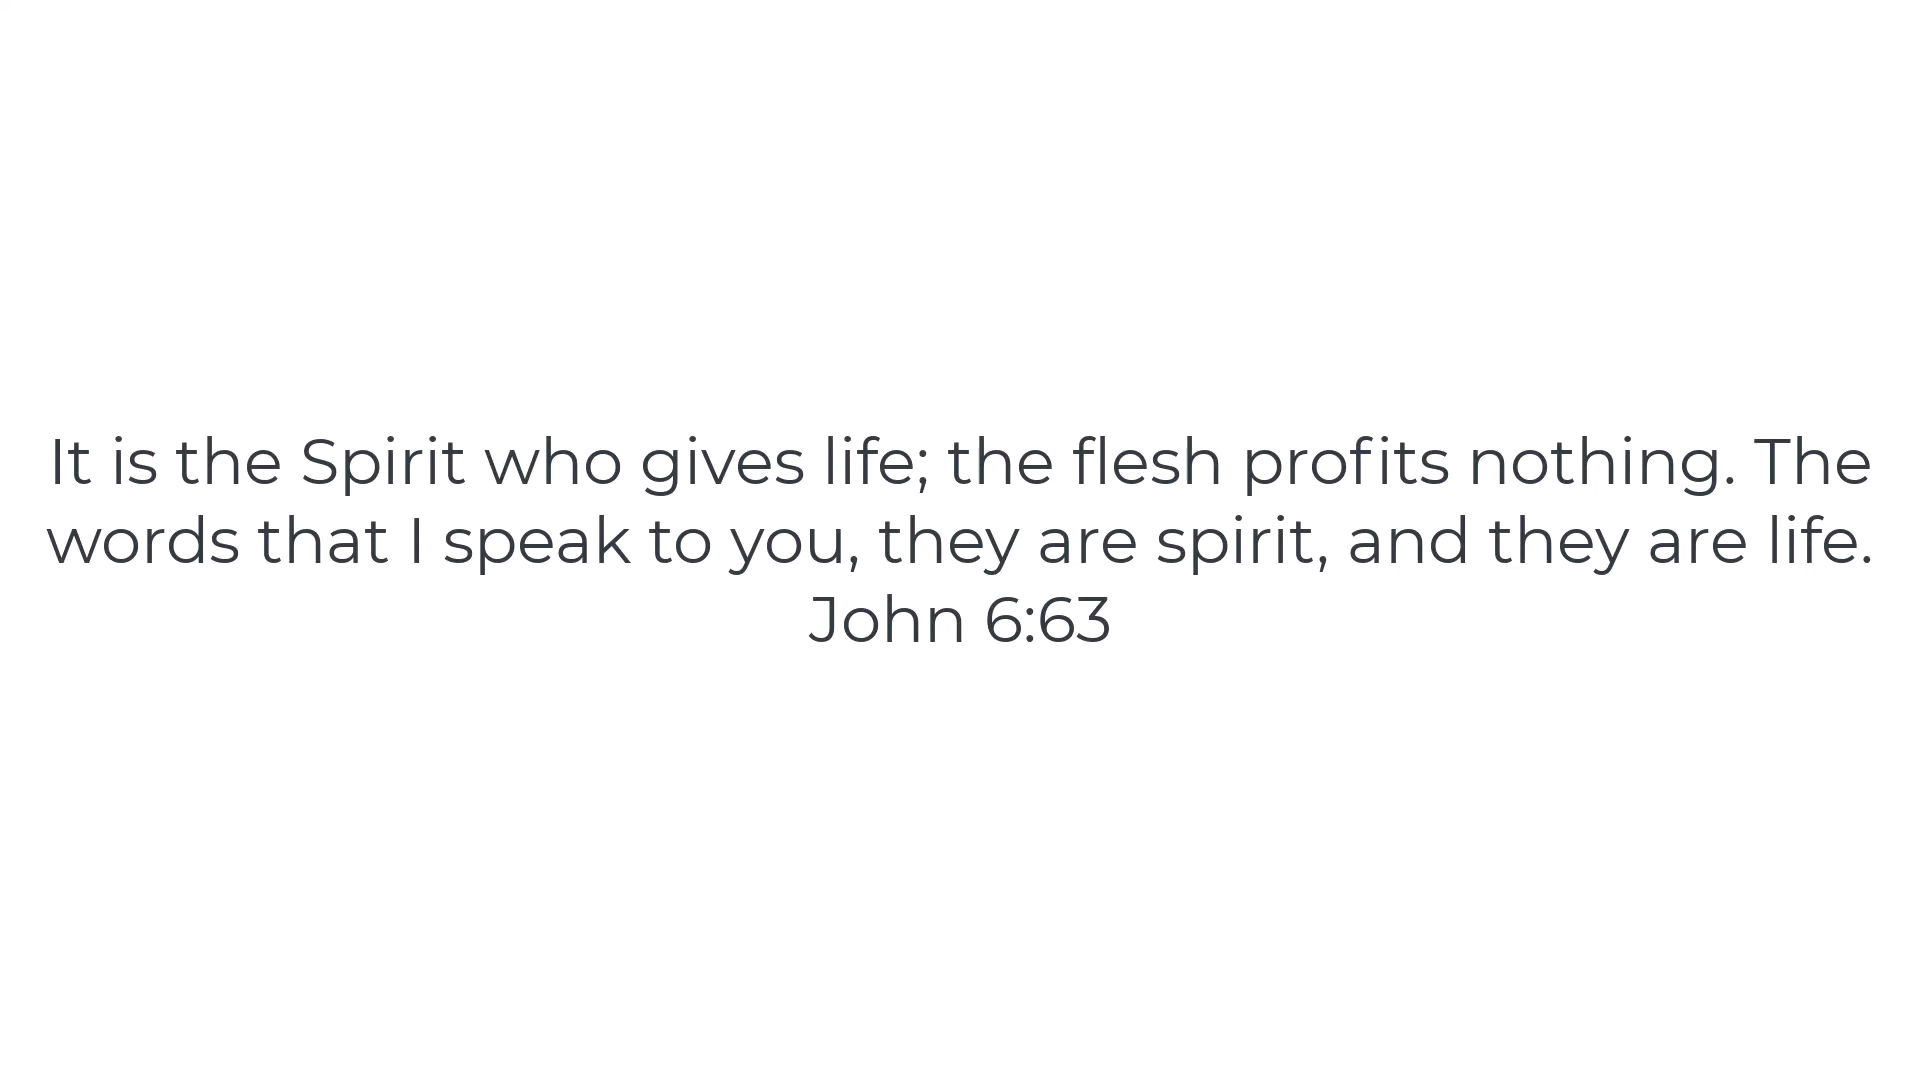 It is the Spirit who gives life; the flesh profits nothing. The
words that I speak to you, they are spirit, and they are life.
John 6:63